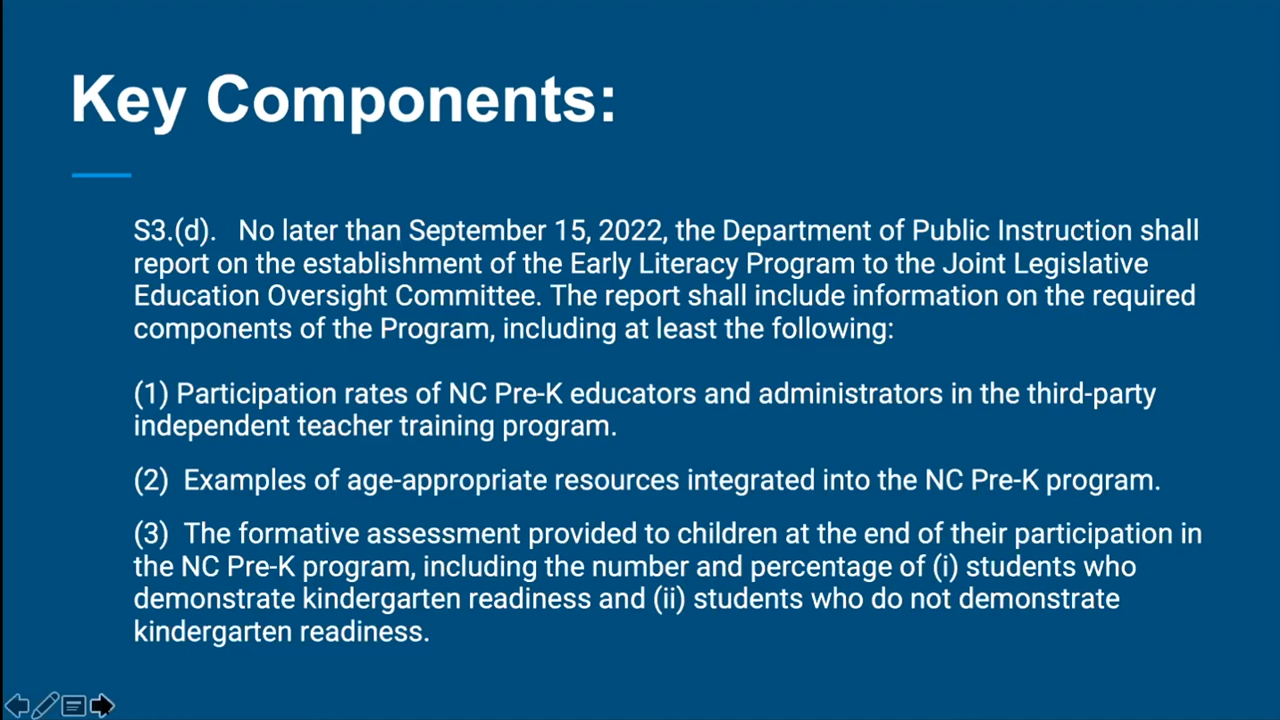 Key Components:
S3.(d). No later than September 15, 2022, the Department of Public Instruction shall
report on the establishment of the Early Literacy Program to the Joint Legislative
Education Oversight Committee. The report shall include information on the required
components of the Program, including at least the following:
(1) Participation rates of NC Pre-K educators and administrators in the third-party
independent teacher training program.
(2) Examples of age-appropriate resources integrated into the NC Pre-K program.
(3) The formative assessment provided to children at the end of their participation in
the NC Pre-K program, including the number and percentage of (i) students who
demonstrate kindergarten readiness and (ii) students who do not demonstrate
kindergarten readiness.